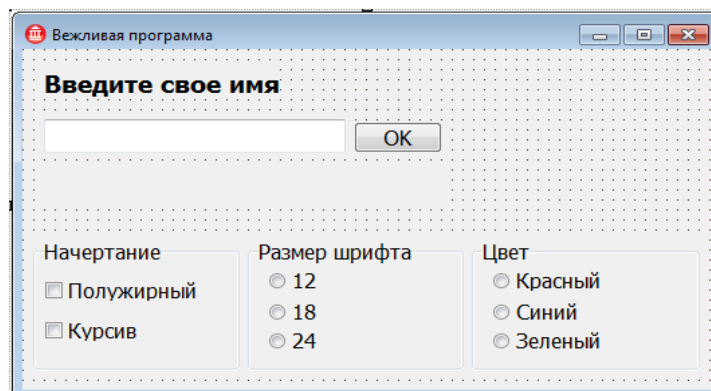 Вежливая программа
Введите свое имя
OK
Начертание
Полужирный
Курсив
Размер шрифта
12
18
24
Цвет
Красный
Синий
Зеленый